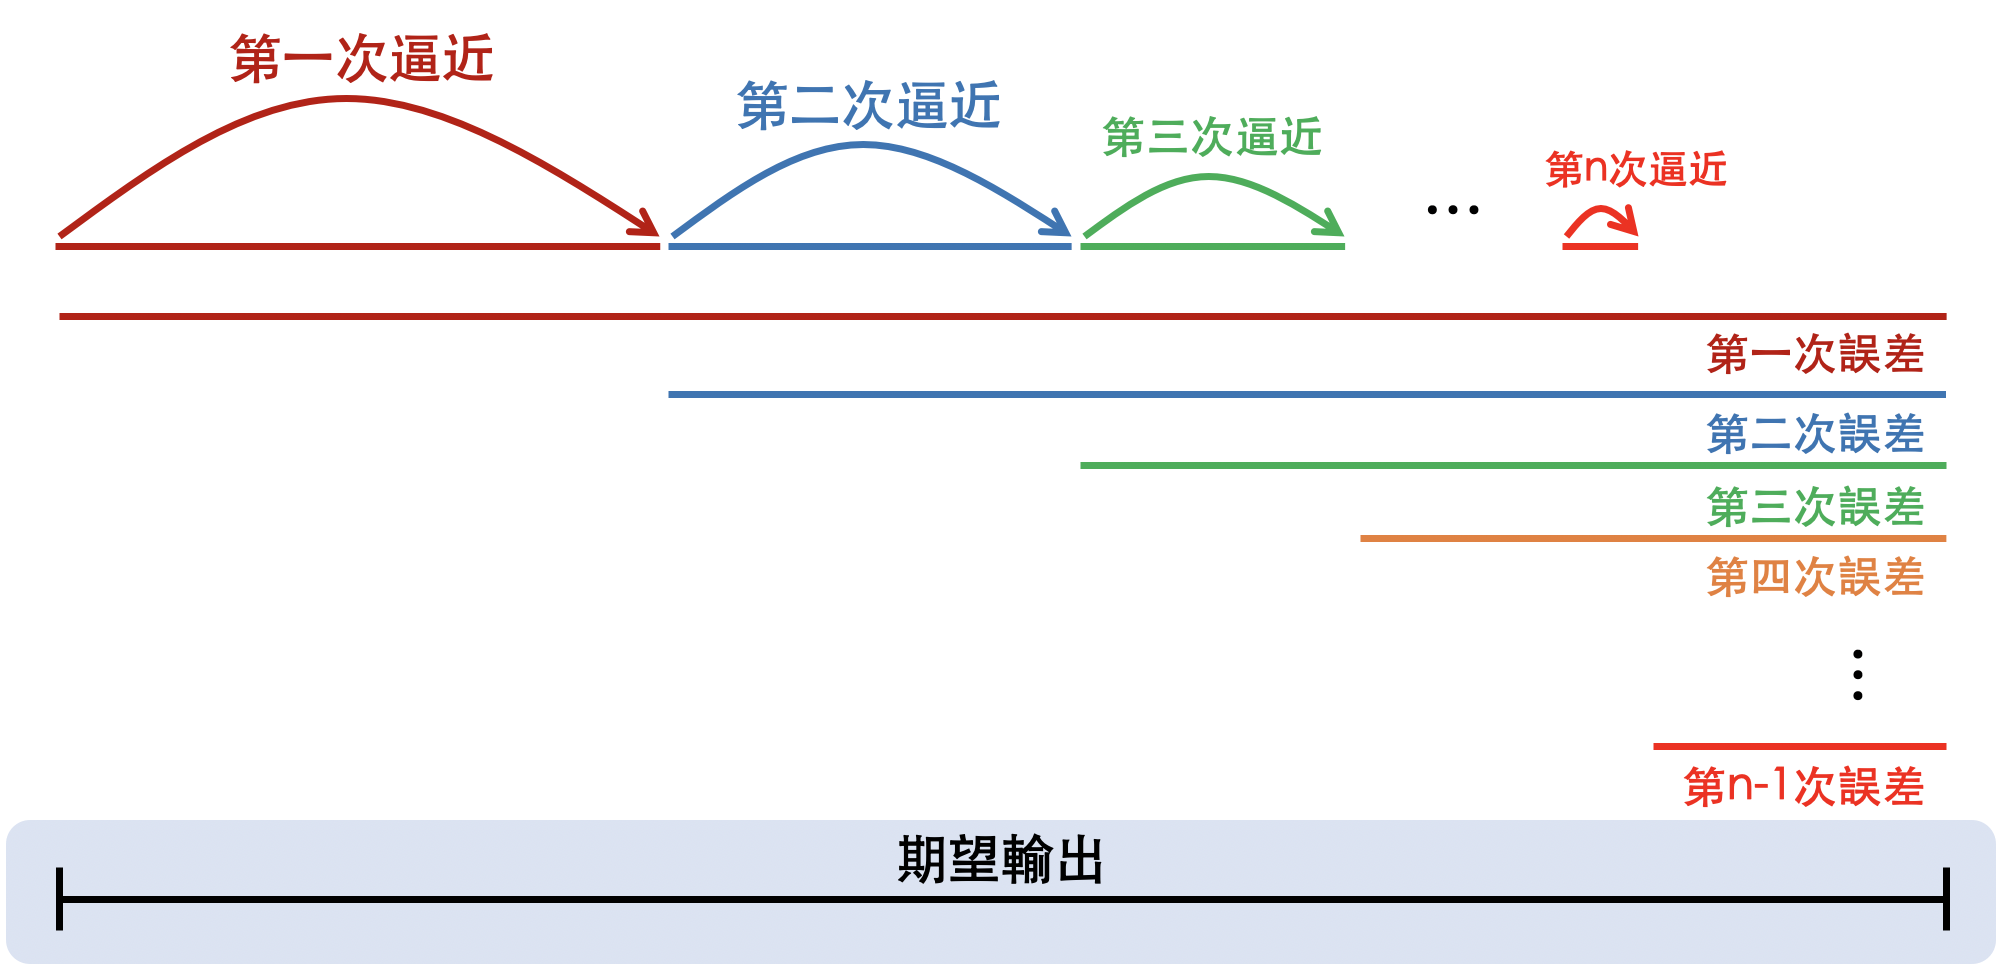 第一次逼近
第二次逼近
第三次逼近
…
第n次逼近
第一次誤差
第二次誤差
第三次誤差
第四次誤差
⋮
第n-1次誤差
期望輸出